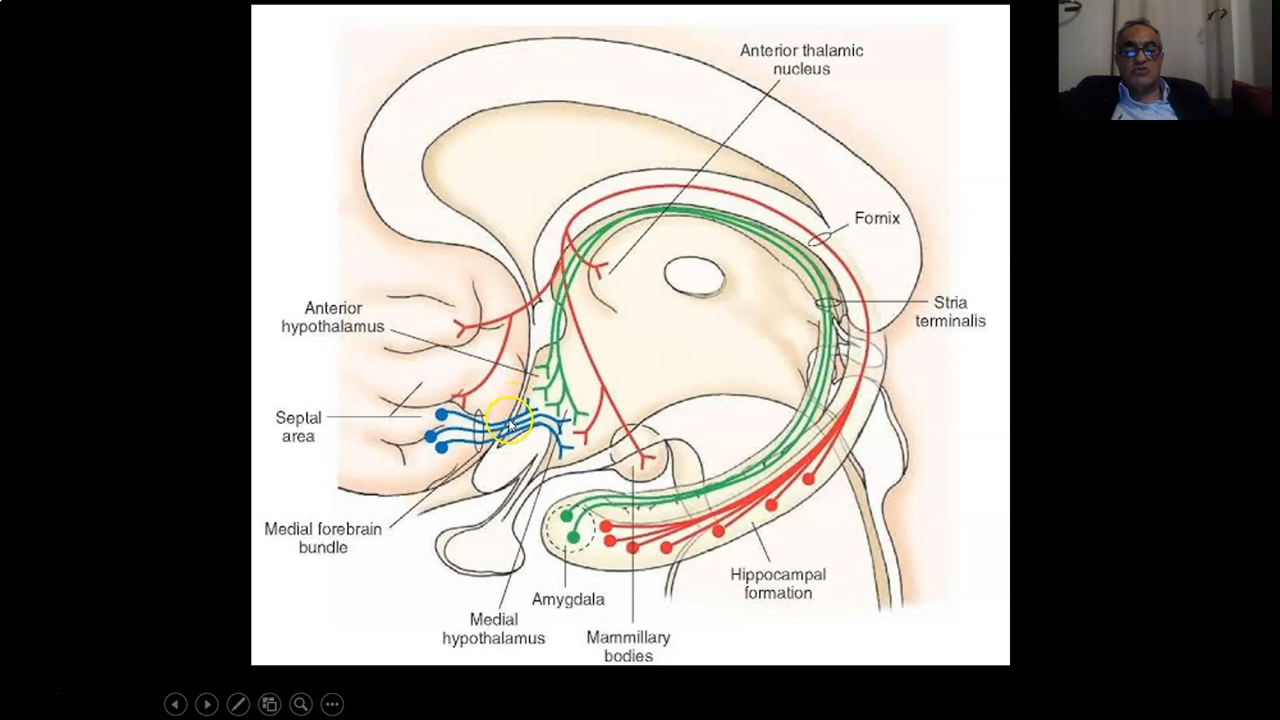 Anterior thalamic
nucleus
Fornix
Stria
terminalis
Anterior
hypothalamus
Septal
area
Medial forebrain
bundle
Hippocampal
formation
Amygdala
Medial
hypothalamus
Mammillary
bodies